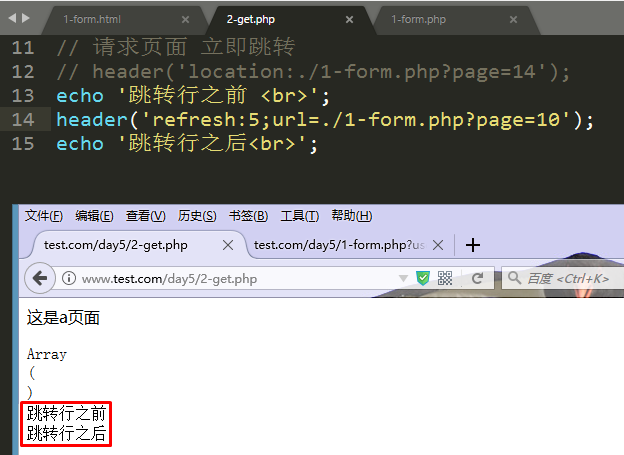 1-form.html
2-get.php
1-form.php
11 // 请求页面 立即跳转
12 // header('location:./1-form.php?page=14');
13 echo '跳转行之前 <br>';
14 header('refresh:5;url=./1-form.php?page=10');
15 echo '跳转行之后<br>';
文件(F) 编辑(E) 查看(V) 历史(S) 书签(B) 工具(T) 帮助(H)
test.com/day5/2-get.php
test.com/day5/1-form.php?us
www.test.com/day5/2-get.php
百度 <Ctrl+K>
这是a页面
Array
(
)
跳转行之前
跳转行之后